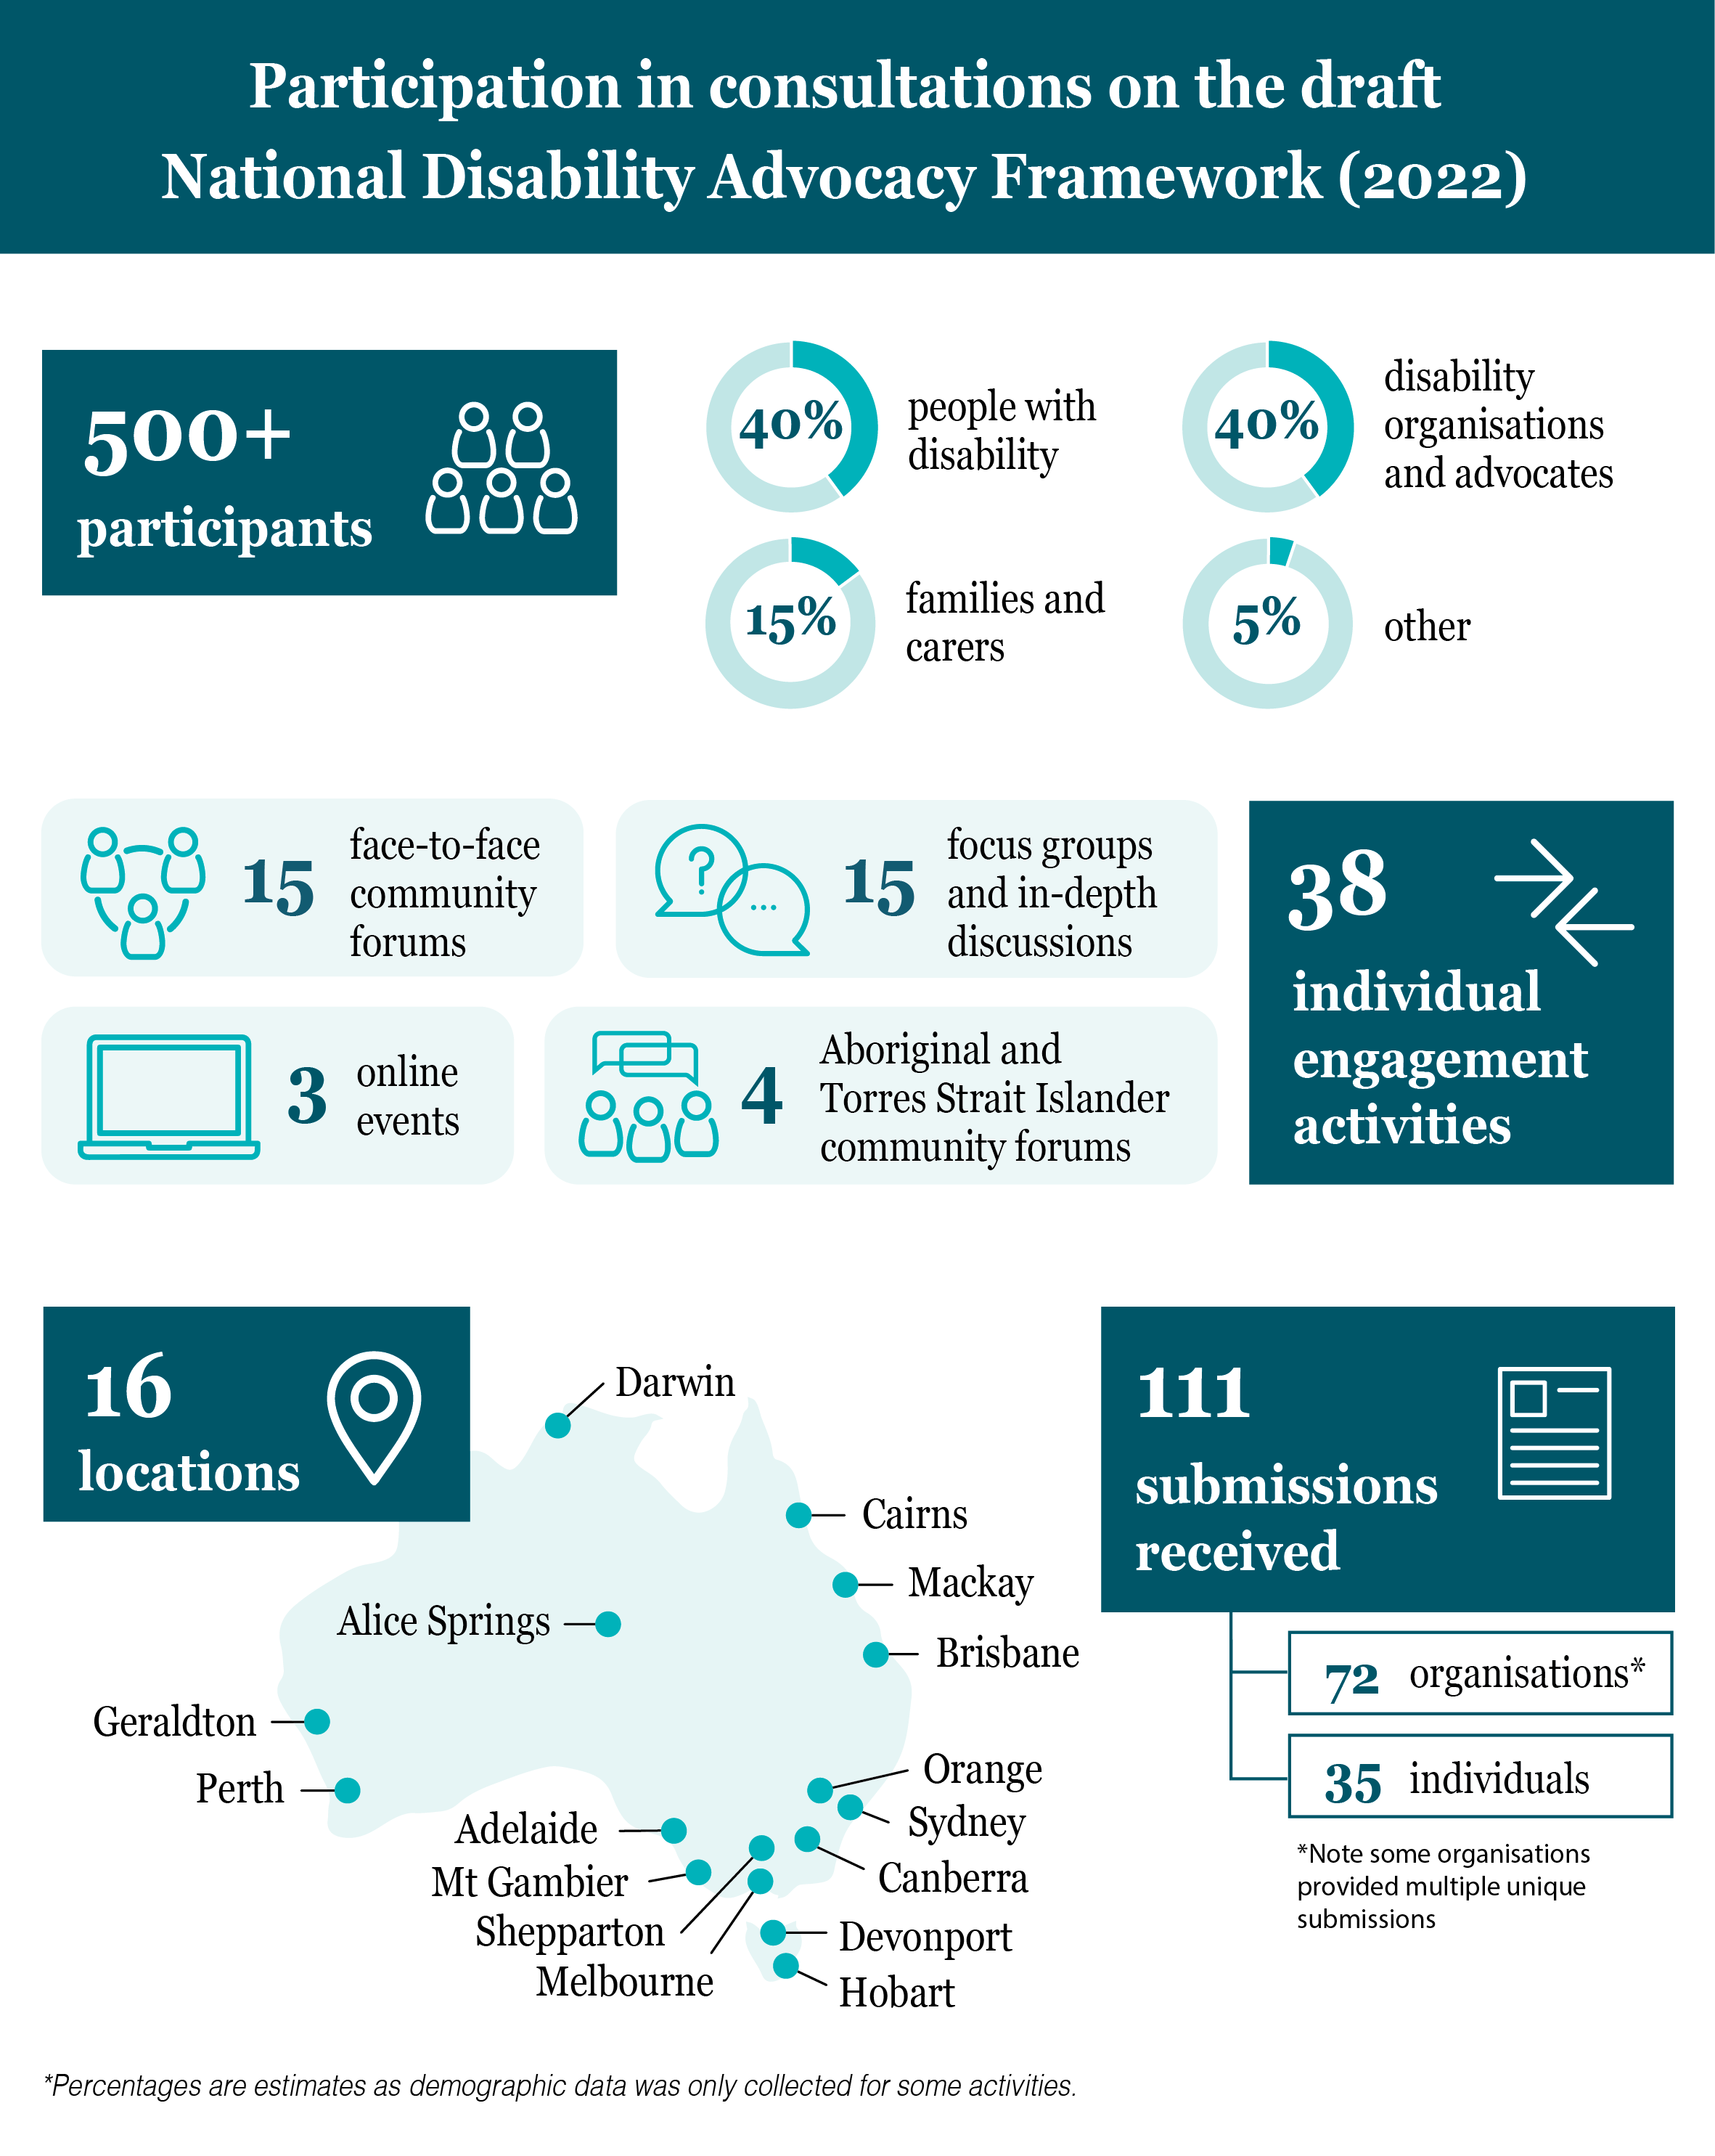 Participation in consultations on the draft
National Disability Advocacy Framework (2022)
500+
participants
40%
people with
disability
40%
disability
organisations
and advocates
15%
families and
carers
5%
other
15
face-to-face
community
forums
?
...
15
focus groups
and in-depth
discussions
3
online
events
4
Aboriginal and
Torres Strait Islander
community forums
38
individual
engagement
activities
16
locations
Darwin
Cairns
Mackay
Alice Springs
Brisbane
Geraldton
Perth
Orange
Sydney
Adelaide
Mt Gambier
Canberra
Shepparton
Melbourne
Devonport
Hobart
111
submissions
received
72 organisations*
35 individuals
*Note some organisations
provided multiple unique
submissions
*Percentages are estimates as demographic data was only collected for some activities.